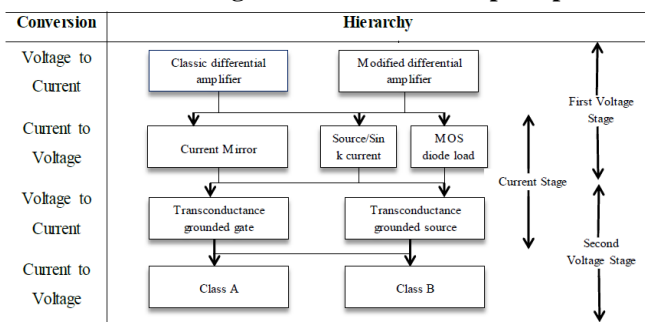 Conversion
Hierarchy
Voltage to
Current
Classic differential
amplifier
Modified differential
amplifier
First Voltage
Stage
Current to
Voltage
Current Mirror
Source/Sin
k current
MOS
diode load
Current Stage
Voltage to
Current
Transconductance
grounded gate
Transconductance
grounded source
Second
Voltage Stage
Current to
Voltage
Class A
Class B